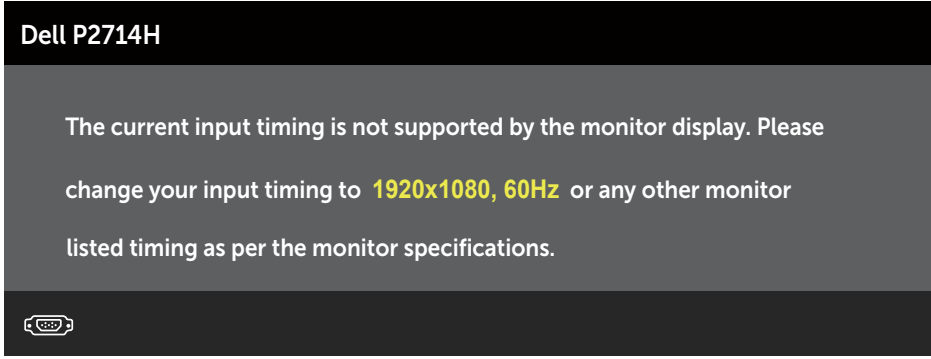 Dell P2714H
The current input timing is not supported by the monitor display. Please
change your input timing to 1920x1080, 60Hz or any other monitor
listed timing as per the monitor specifications.